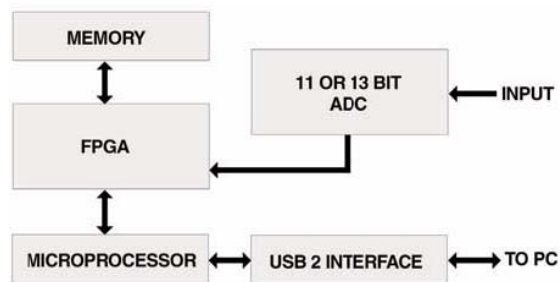 MEMORY
11 OR 13 BIT
ADC
INPUT
FPGA
MICROPROCESSOR
USB 2 INTERFACE
TO PC